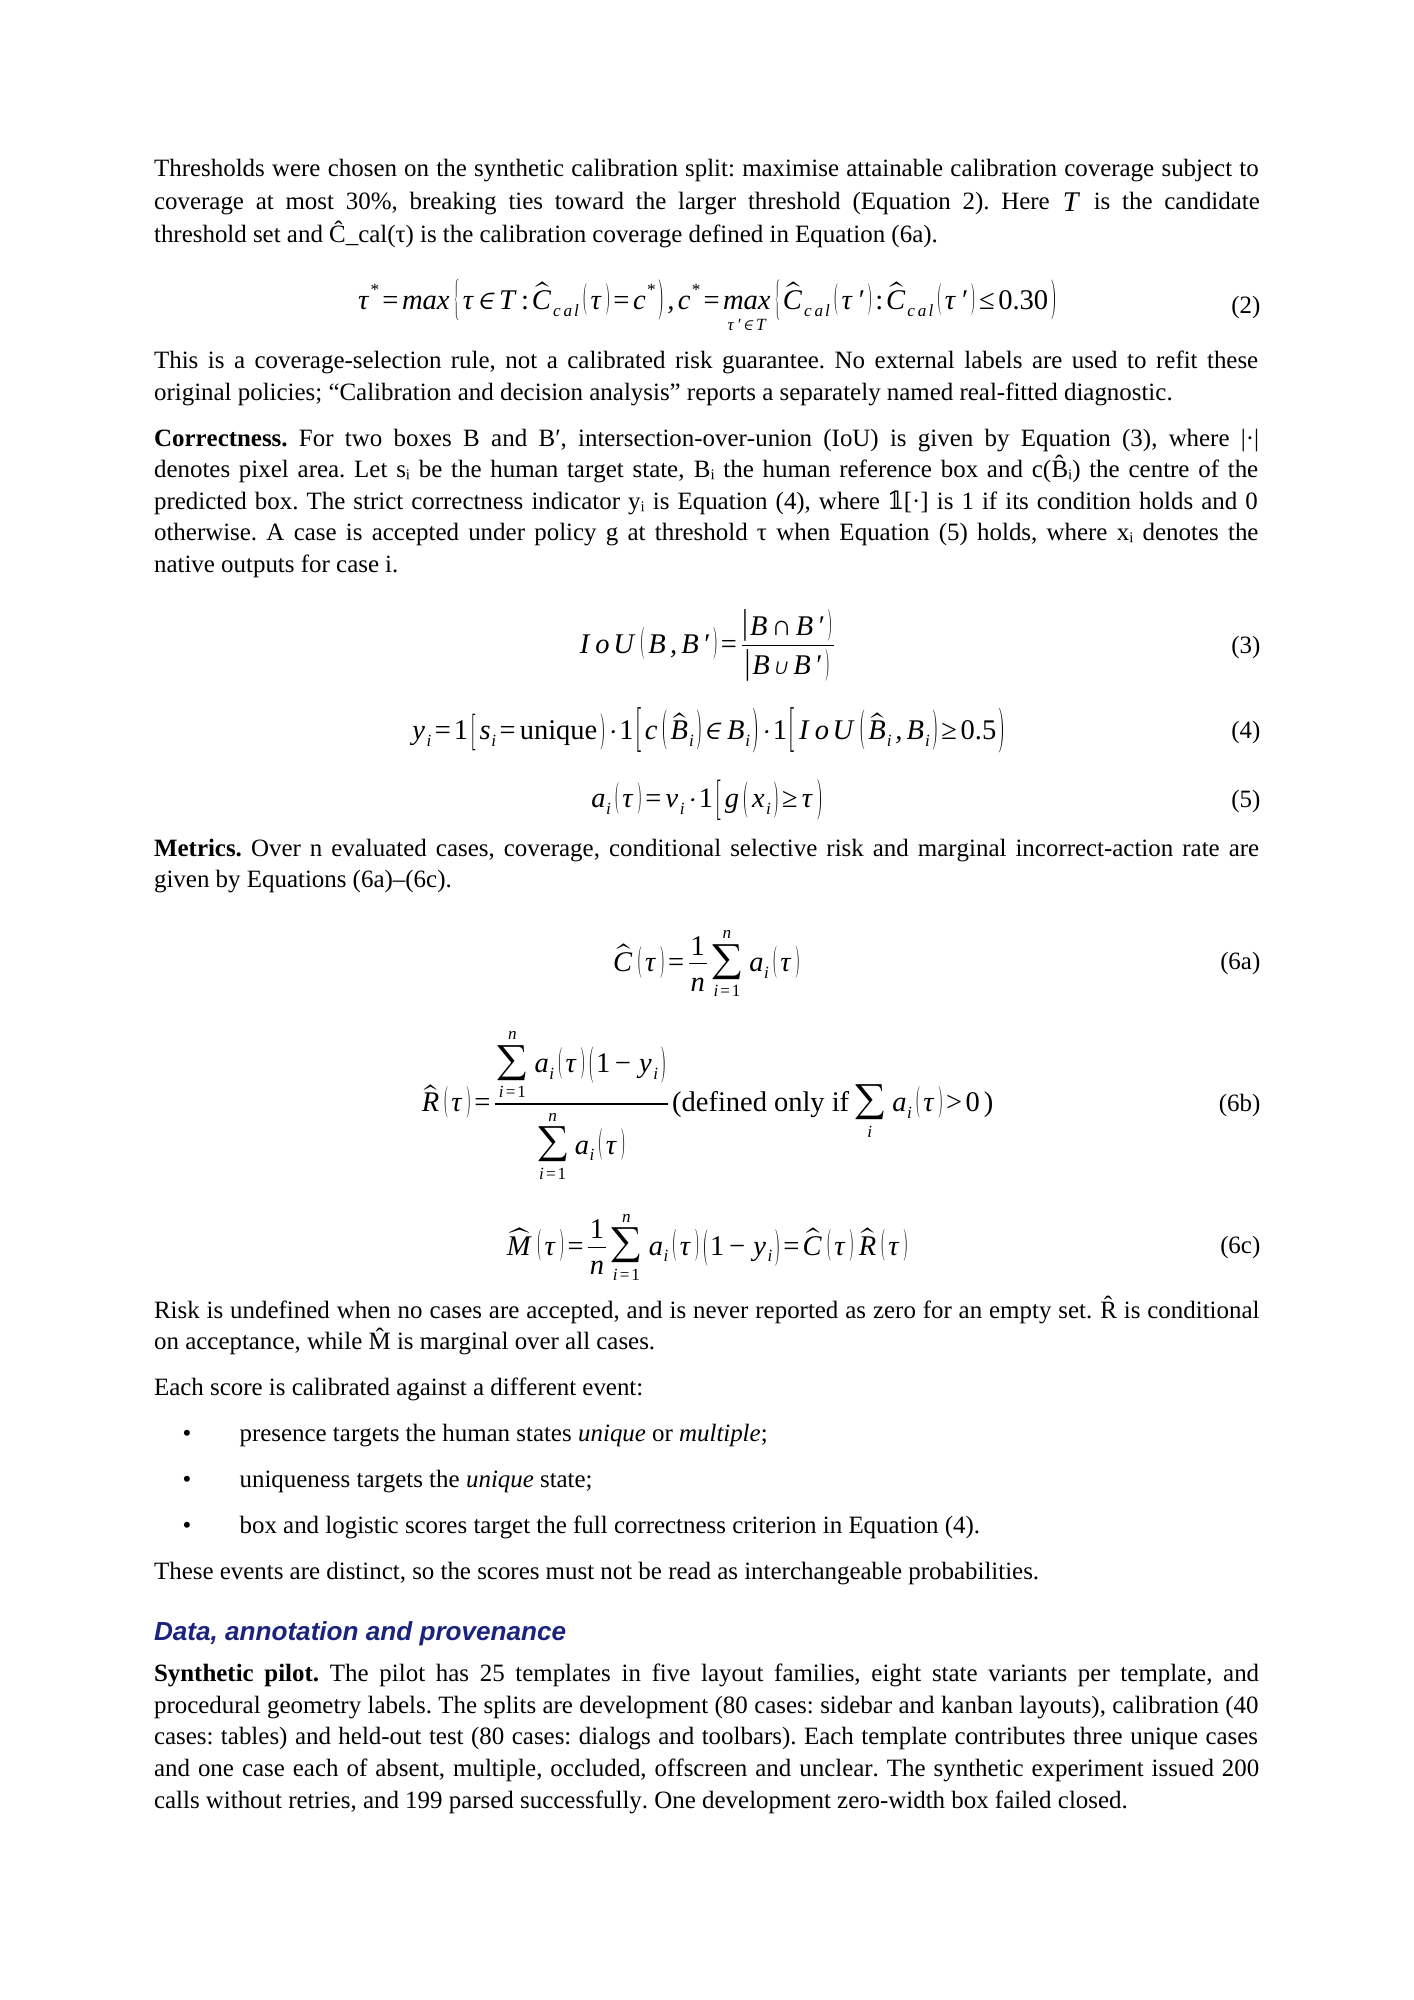 Thresholds were chosen on the synthetic calibration split: maximise attainable calibration coverage subject to
coverage at most 30%, breaking ties toward the larger threshold (Equation 2). Here T is the candidate
threshold set and Ĉ_cal(τ) is the calibration coverage defined in Equation (6a).
τ* = max{τ∈T : Ĉ_cal(τ) = c*), c* = max_{τ'∈T}{Ĉ_cal(τ') : Ĉ_cal(τ') ≤ 0.30) (2)
This is a coverage-selection rule, not a calibrated risk guarantee. No external labels are used to refit these
original policies; “Calibration and decision analysis” reports a separately named real-fitted diagnostic.
Correctness. For two boxes B and B′, intersection-over-union (IoU) is given by Equation (3), where |·|
denotes pixel area. Let sᵢ be the human target state, Bᵢ the human reference box and c(B̂ᵢ) the centre of the
predicted box. The strict correctness indicator yᵢ is Equation (4), where 𝟙[·] is 1 if its condition holds and 0
otherwise. A case is accepted under policy g at threshold τ when Equation (5) holds, where xᵢ denotes the
native outputs for case i.
IoU(B, B') = |B ∩ B') / |B ∪ B') (3)
yᵢ = 1[sᵢ = unique) · 1[c(B̂ᵢ) ∈ Bᵢ) · 1[IoU(B̂ᵢ, Bᵢ) ≥ 0.5) (4)
aᵢ(τ) = vᵢ · 1[g(xᵢ) ≥ τ) (5)
Metrics. Over n evaluated cases, coverage, conditional selective risk and marginal incorrect-action rate are
given by Equations (6a)–(6c).
Ĉ(τ) = 1/n ∑_{i=1}^{n} aᵢ(τ) (6a)
R̂(τ) = ∑_{i=1}^{n} aᵢ(τ)(1 − yᵢ) / ∑_{i=1}^{n} aᵢ(τ) (defined only if ∑_i aᵢ(τ) > 0) (6b)
M̂(τ) = 1/n ∑_{i=1}^{n} aᵢ(τ)(1 − yᵢ) = Ĉ(τ) R̂(τ) (6c)
Risk is undefined when no cases are accepted, and is never reported as zero for an empty set. R̂ is conditional
on acceptance, while M̂ is marginal over all cases.
Each score is calibrated against a different event:
• presence targets the human states unique or multiple;
• uniqueness targets the unique state;
• box and logistic scores target the full correctness criterion in Equation (4).
These events are distinct, so the scores must not be read as interchangeable probabilities.
Data, annotation and provenance
Synthetic pilot. The pilot has 25 templates in five layout families, eight state variants per template, and
procedural geometry labels. The splits are development (80 cases: sidebar and kanban layouts), calibration (40
cases: tables) and held-out test (80 cases: dialogs and toolbars). Each template contributes three unique cases
and one case each of absent, multiple, occluded, offscreen and unclear. The synthetic experiment issued 200
calls without retries, and 199 parsed successfully. One development zero-width box failed closed.